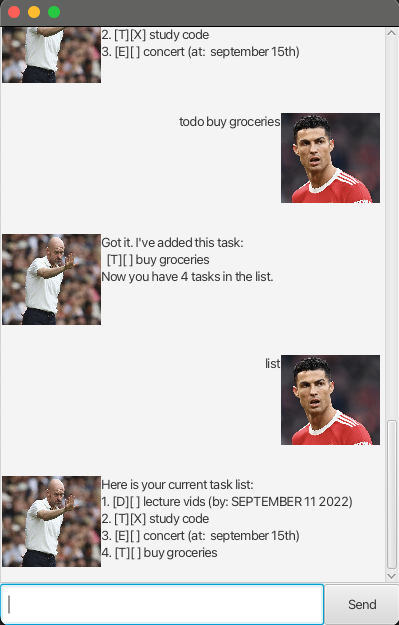 2. [T][X] study code
3. [E][ ] concert (at:  september 15th)
todo buy groceries
Got it. I've added this task:
[T][ ] buy groceries
Now you have 4 tasks in the list.
list
Here is your current task list:
1. [D][ ] lecture vids (by: SEPTEMBER 11 2022)
2. [T][X] study code
3. [E][ ] concert (at:  september 15th)
4. [T][ ] buy groceries
Send